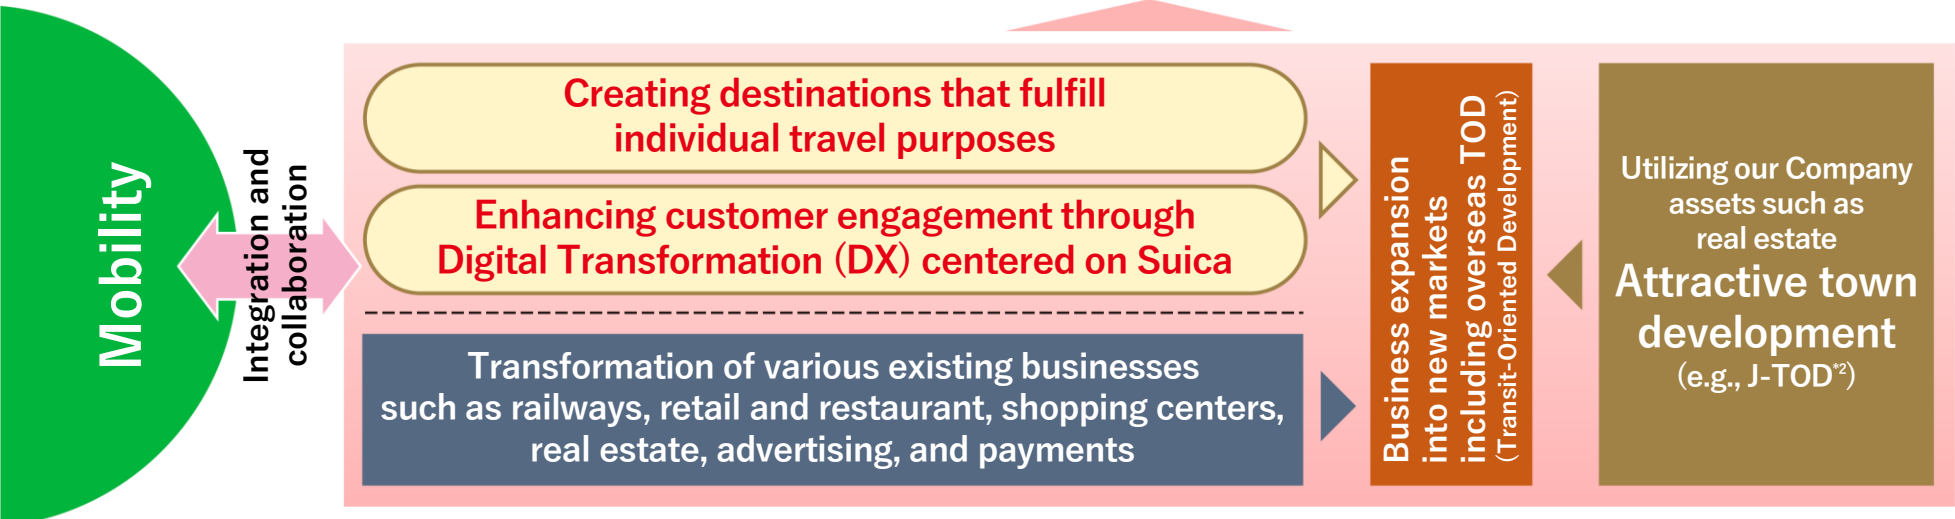 Mobility
Integration and
collaboration
Creating destinations that fulfill
individual travel purposes
Enhancing customer engagement through
Digital Transformation (DX) centered on Suica
Transformation of various existing businesses
such as railways, retail and restaurant, shopping centers,
real estate, advertising, and payments
Business expansion
into new markets
including overseas TOD
(Transit-Oriented Development)
Utilizing our Company
assets such as
real estate
Attractive town
development
(e.g., J-TOD*2)